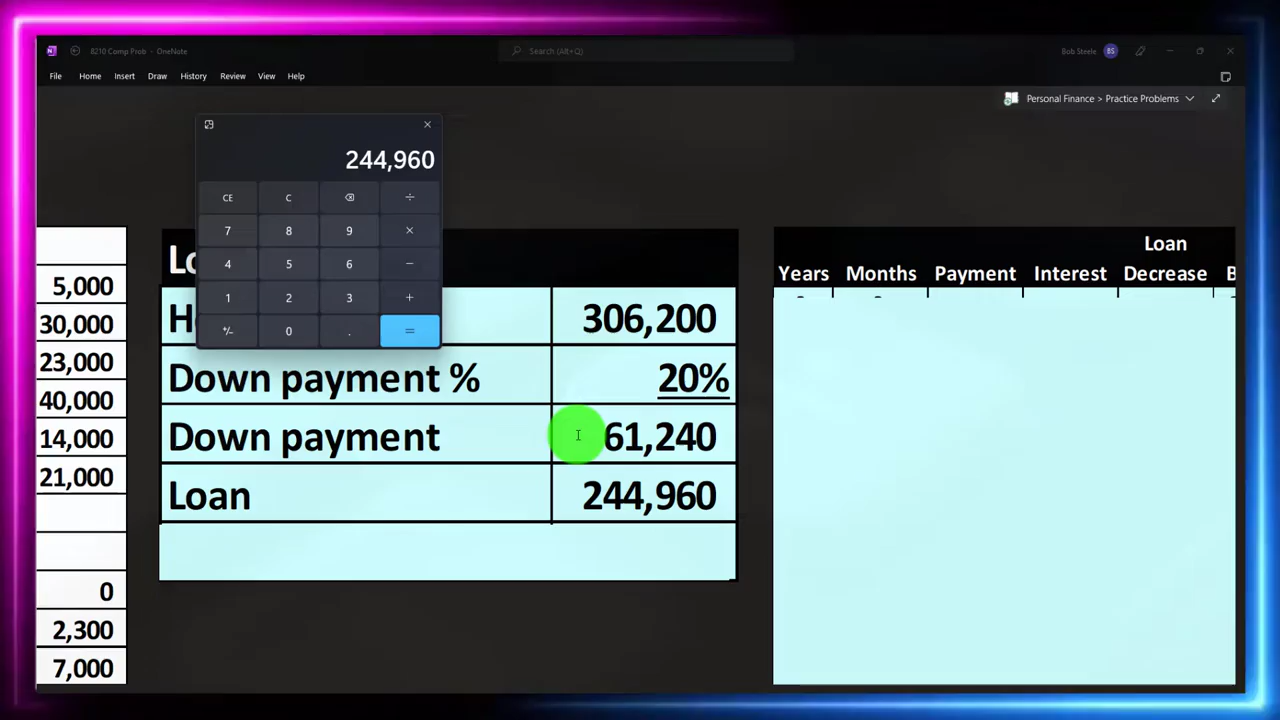 8210 Comp Prob - OneNote
Search (Alt+Q)
Bob Steele BS
File Home Insert Draw History Review View Help
Personal Finance > Practice Problems
244,960
CE C ÷
7 8 9 ×
4 5 6 −
1 2 3 +
+/− 0 . =
5,000
30,000
23,000
40,000
14,000
21,000
0
2,300
7,000
306,200
Down payment % 20%
Down payment 61,240
Loan 244,960
Loan
Years Months Payment Interest Decrease